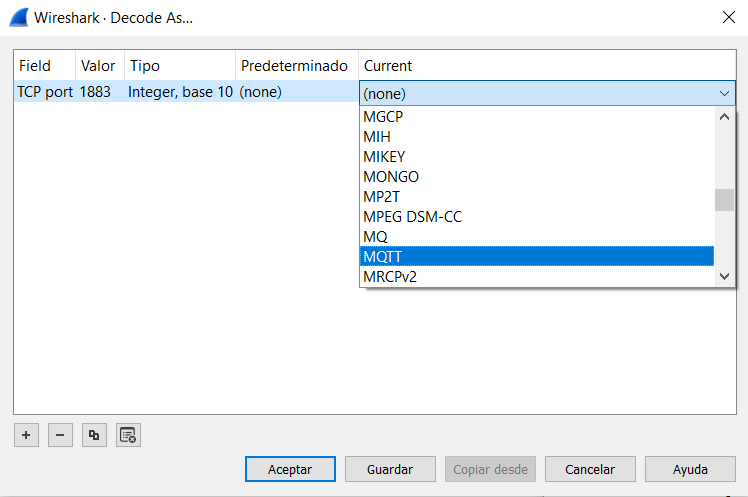 Wireshark · Decode As...
Field Valor Tipo Predeterminado Current
TCP port 1883 Integer, base 10 (none) (none)
MGCP
MIH
MIKEY
MONGO
MP2T
MPEG DSM-CC
MQ
MQTT
MRCPv2
Aceptar Guardar Copiar desde Cancelar Ayuda